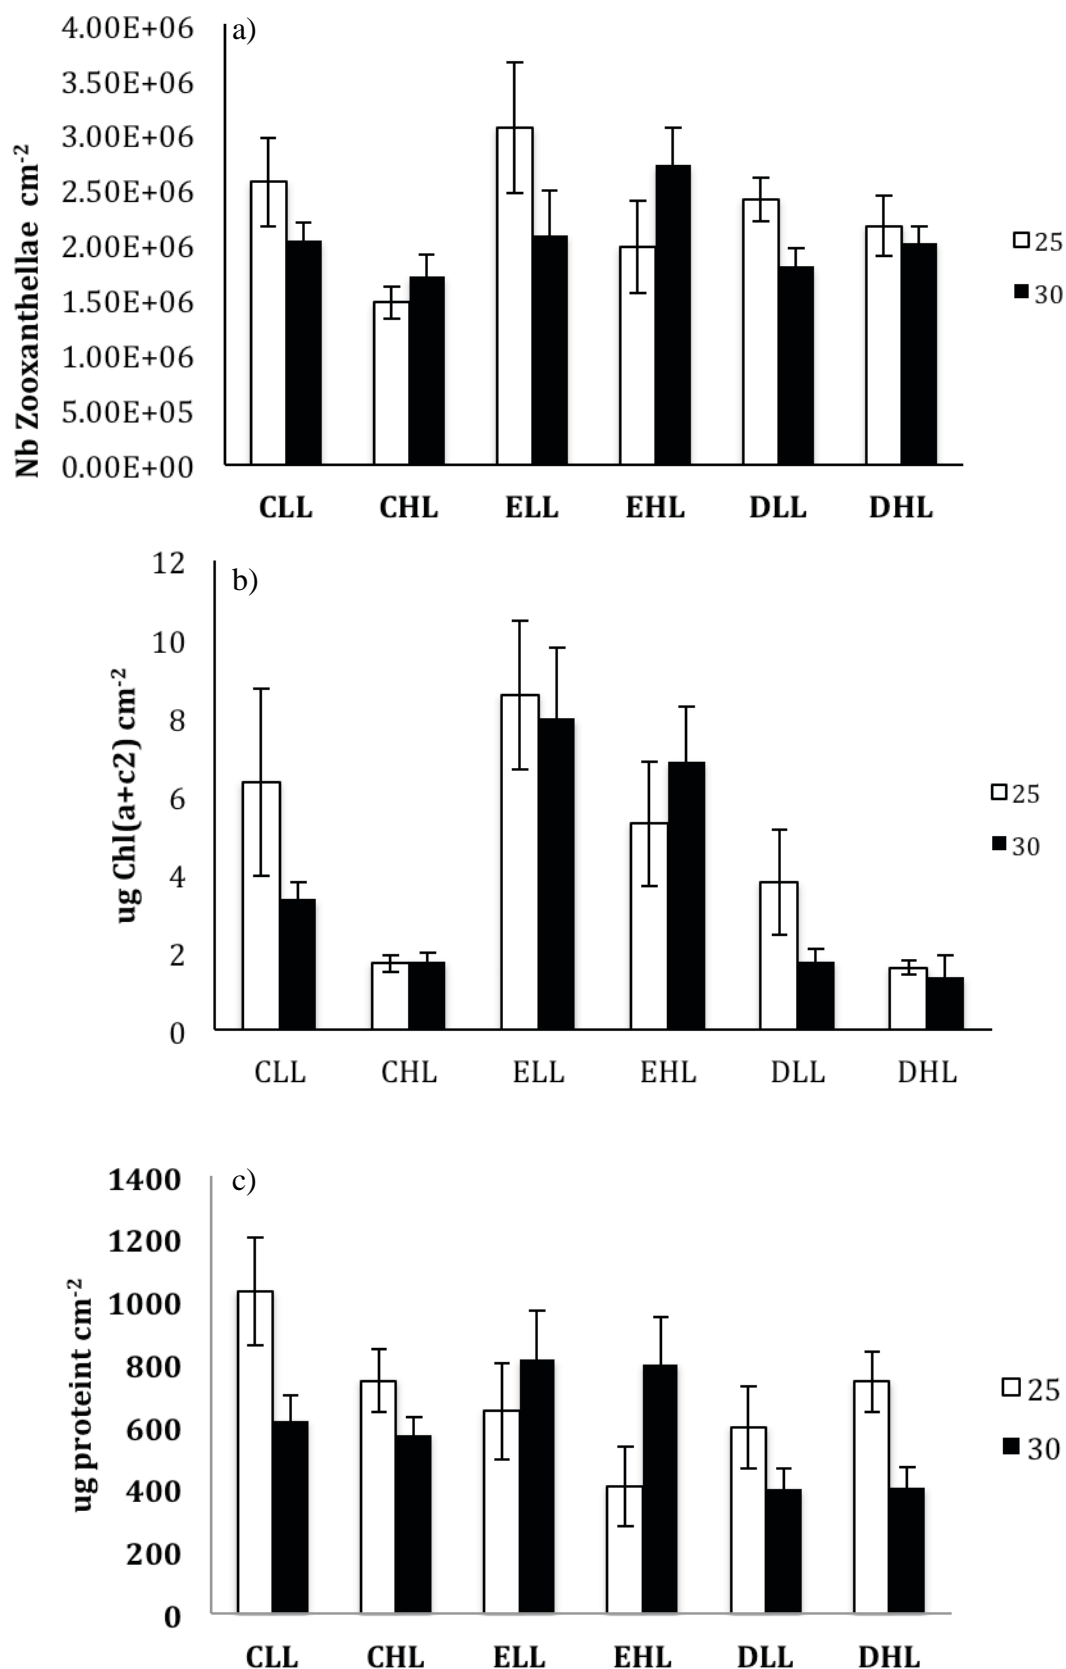 a)
4.00E+06
3.50E+06
3.00E+06
2.50E+06
2.00E+06
1.50E+06
1.00E+06
5.00E+05
0.00E+00
Nb Zooxanthellae cm-2
CLL CHL ELL EHL DLL DHL
25
30
b)
12
10
8
6
4
2
0
ug Chl(a+c2) cm-2
CLL CHL ELL EHL DLL DHL
25
30
c)
1400
1200
1000
800
600
400
200
0
ug proteint cm-2
CLL CHL ELL EHL DLL DHL
25
30